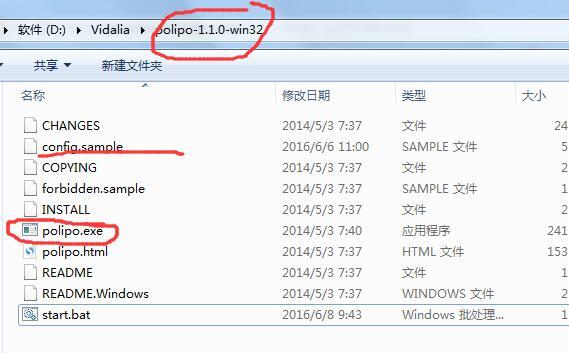 软件 (D:) ▸ Vidalia ▸ polipo-1.1.0-win32
共享 新建文件夹
名称 修改日期 类型 大小
CHANGES 2014/5/3 7:37 文件 24
config.sample 2016/6/6 11:00 SAMPLE 文件 5
COPYING 2014/5/3 7:37 文件 2
forbidden.sample 2014/5/3 7:37 SAMPLE 文件 1
INSTALL 2014/5/3 7:37 文件 2
polipo.exe 2014/5/3 7:40 应用程序 241
polipo.html 2014/5/3 7:37 HTML 文件 153
README 2014/5/3 7:37 文件 2
README.Windows 2014/5/3 7:37 WINDOWS 文件 2
start.bat 2016/6/8 9:43 Windows 批处理... 1